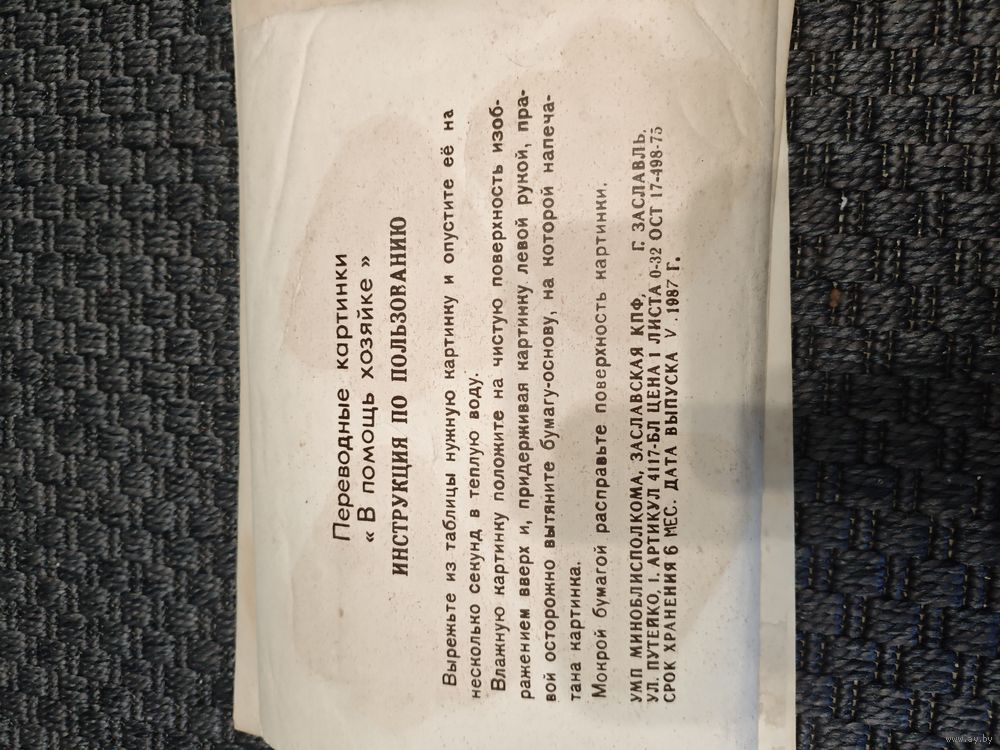 Переводные картинки
« В помощь хозяйке »
ИНСТРУКЦИЯ ПО ПОЛЬЗОВАНИЮ
Вырежьте из таблицы нужную картинку и опустите её на
несколько секунд в теплую воду.
Влажную картинку положите на чистую поверхность изоб-
ражением вверх и, придерживая картинку левой рукой, пра-
вой осторожно вытяните бумагу-основу, на которой напеча-
тана картинка.
Мокрой бумагой расправьте поверхность картинки.
УМП МИНОБЛИСПОЛКОМА, ЗАСЛАВСКАЯ КПФ, Г. ЗАСЛАВЛЬ.
УЛ. ПУТЕЙКО, 1. АРТИКУЛ 4117-БЛ ЦЕНА 1 ЛИСТА 0-32 ОСТ 17-498-75
СРОК ХРАНЕНИЯ 6 МЕС. ДАТА ВЫПУСКА V .1987 Г.
www.ay.by